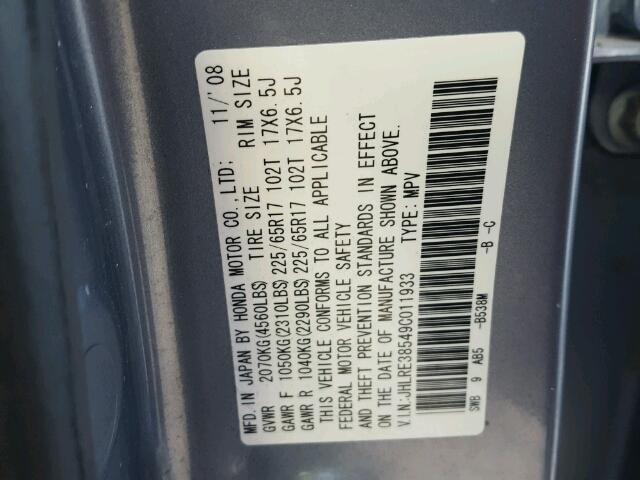 MFD. IN JAPAN BY HONDA MOTOR CO., LTD; 11/'08
GVWR 2070KG(4560LBS) TIRE SIZE RIM SIZE
GAWR F 1050KG(2310LBS) 225/65R17 102T 17X6.5J
GAWR R 1040KG(2290LBS) 225/65R17 102T 17X6.5J
THIS VEHICLE CONFORMS TO ALL APPLICABLE
FEDERAL MOTOR VEHICLE SAFETY
AND THEFT PREVENTION STANDARDS IN EFFECT
ON THE DATE OF MANUFACTURE SHOWN ABOVE.
V.I.N:JHLRE38549C011933 TYPE: MPV
-B -C
SWB 9 AB5 -B538M